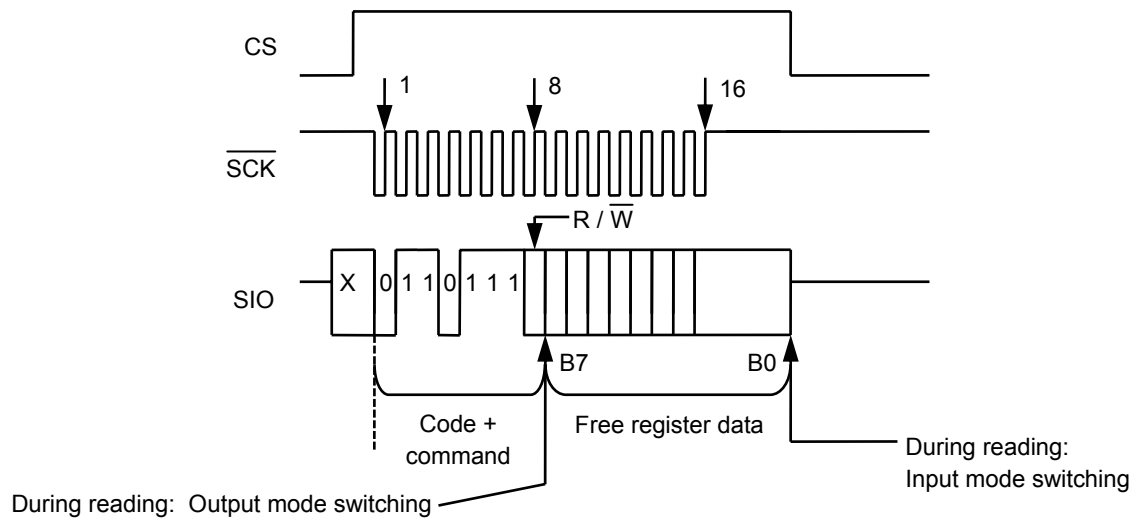 CS
1
8
16
SCK
R / W
X
0
1
1
0
1
1
1
SIO
B7
B0
Code +
command
Free register data
During reading:
Input mode switching
During reading: Output mode switching